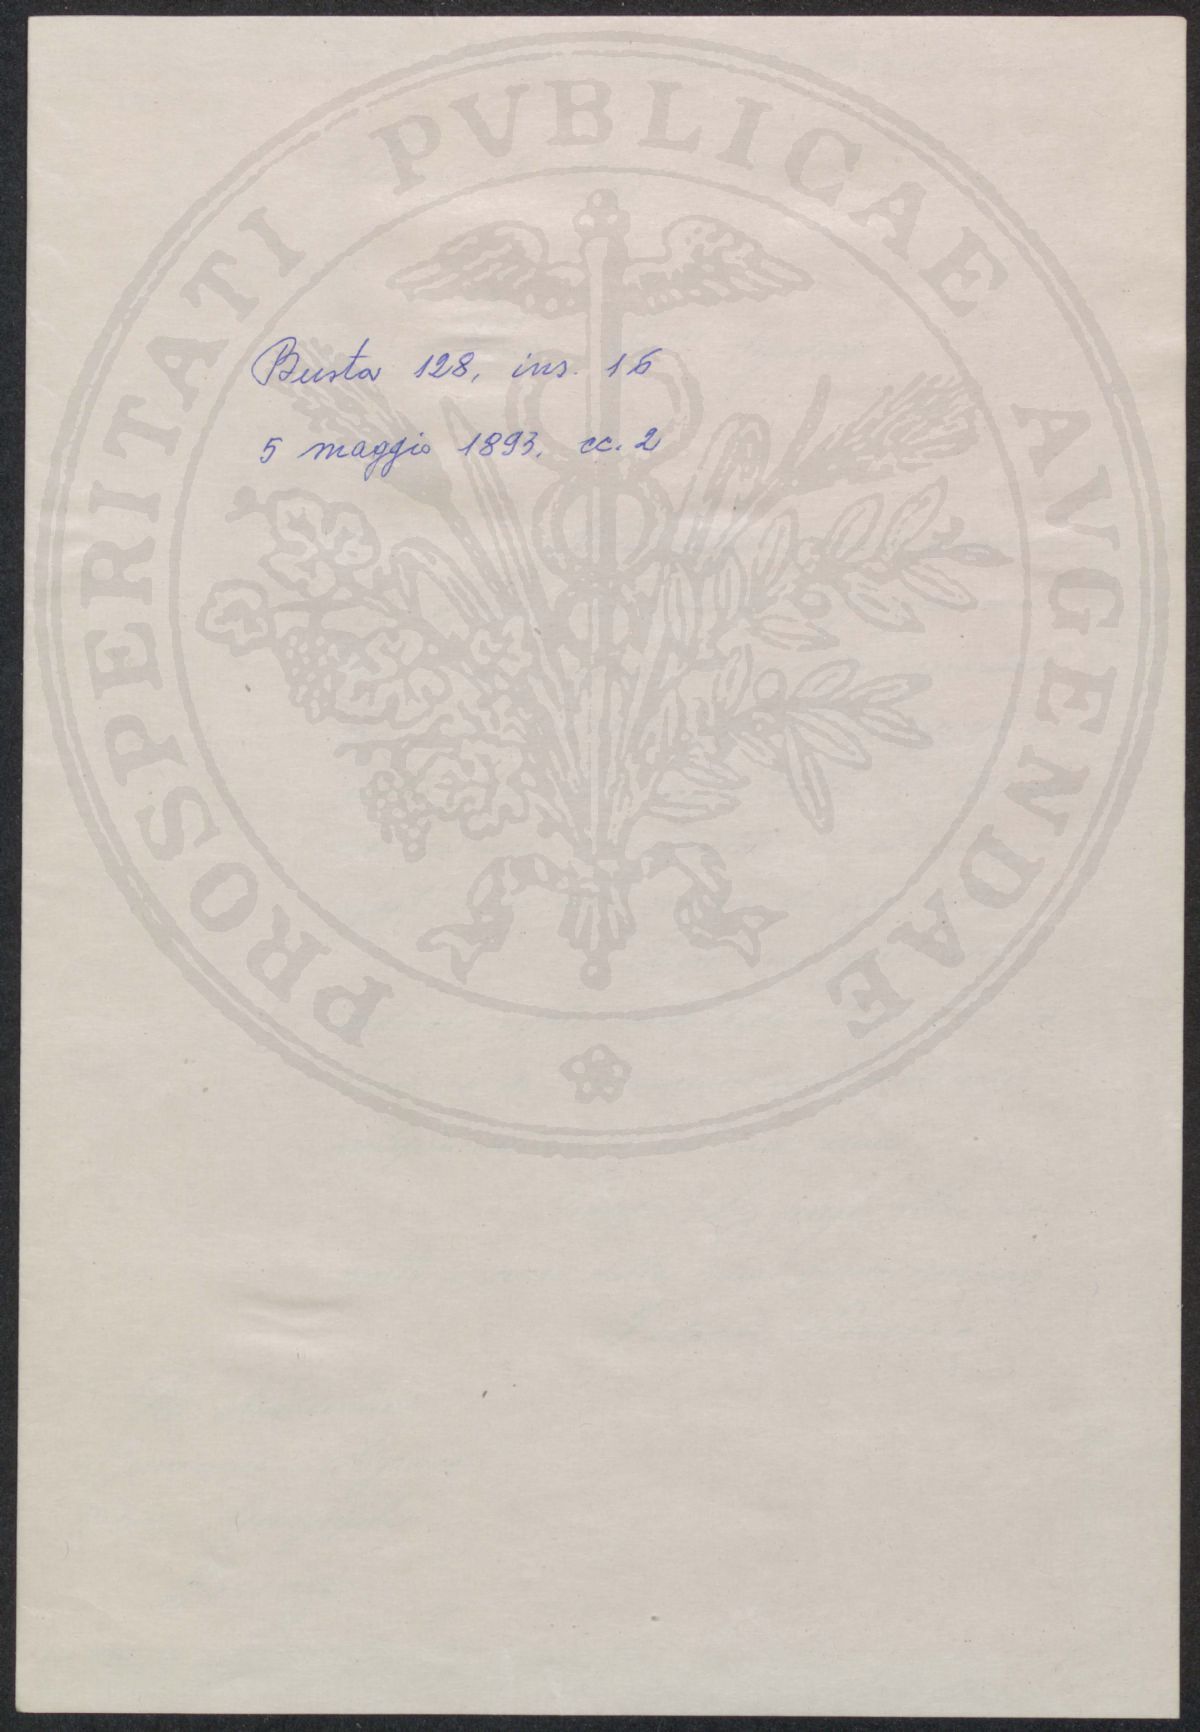 PROSPERITATI PVBLICAE AVGENDAE
Busta 128, ins. 16
5 maggio 1893. cc. 2